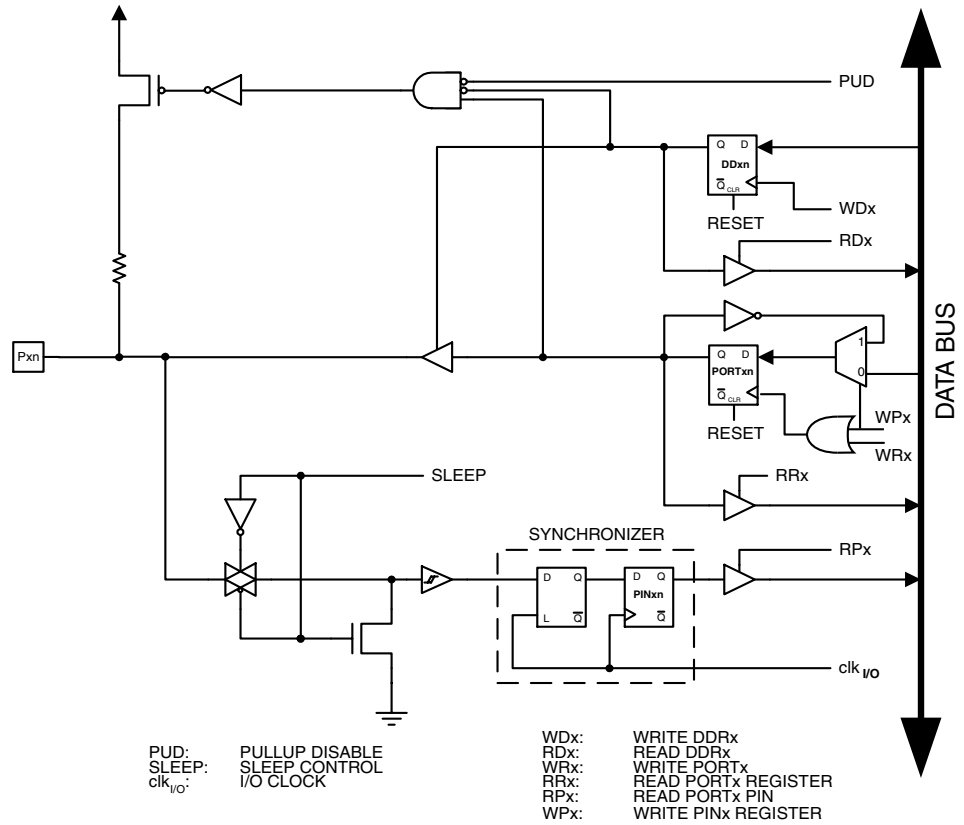 PUD
Q D
DDxn
Q CLR
WDx
RESET
RDx
Pxn
1
Q D
PORTxn
0
Q CLR
WPx
RESET
WRx
DATA BUS
SLEEP
RRx
SYNCHRONIZER
RPx
D Q
L Q
D Q
PINxn
Q
clk I/O
PUD: PULLUP DISABLE
SLEEP: SLEEP CONTROL
clkI/O: I/O CLOCK
WDx: WRITE DDRx
RDx: READ DDRx
WRx: WRITE PORTx
RRx: READ PORTx REGISTER
RPx: READ PORTx PIN
WPx: WRITE PINx REGISTER